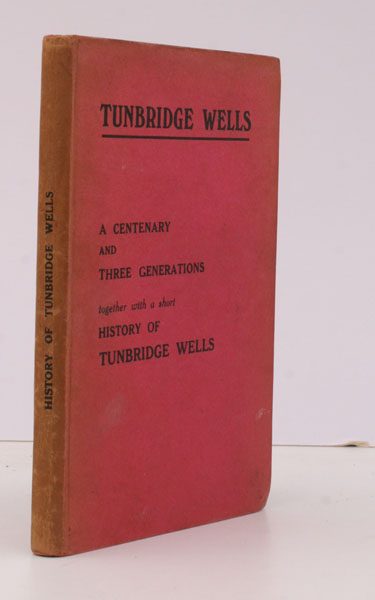 HISTORY OF TUNBRIDGE WELLS
TUNBRIDGE WELLS
A CENTENARY
AND
THREE GENERATIONS
together with a short
HISTORY OF
TUNBRIDGE WELLS